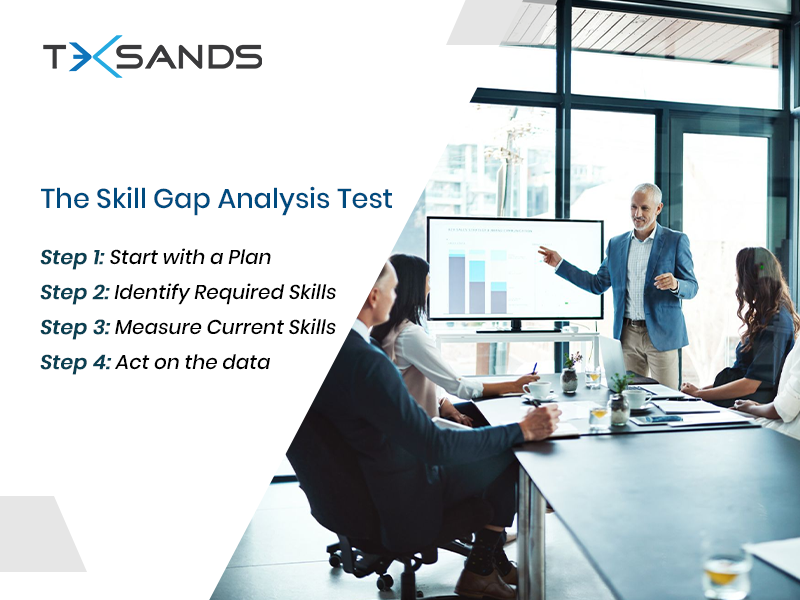 TEXSANDS
The Skill Gap Analysis Test
Step 1: Start with a Plan
Step 2: Identify Required Skills
Step 3: Measure Current Skills
Step 4: Act on the data